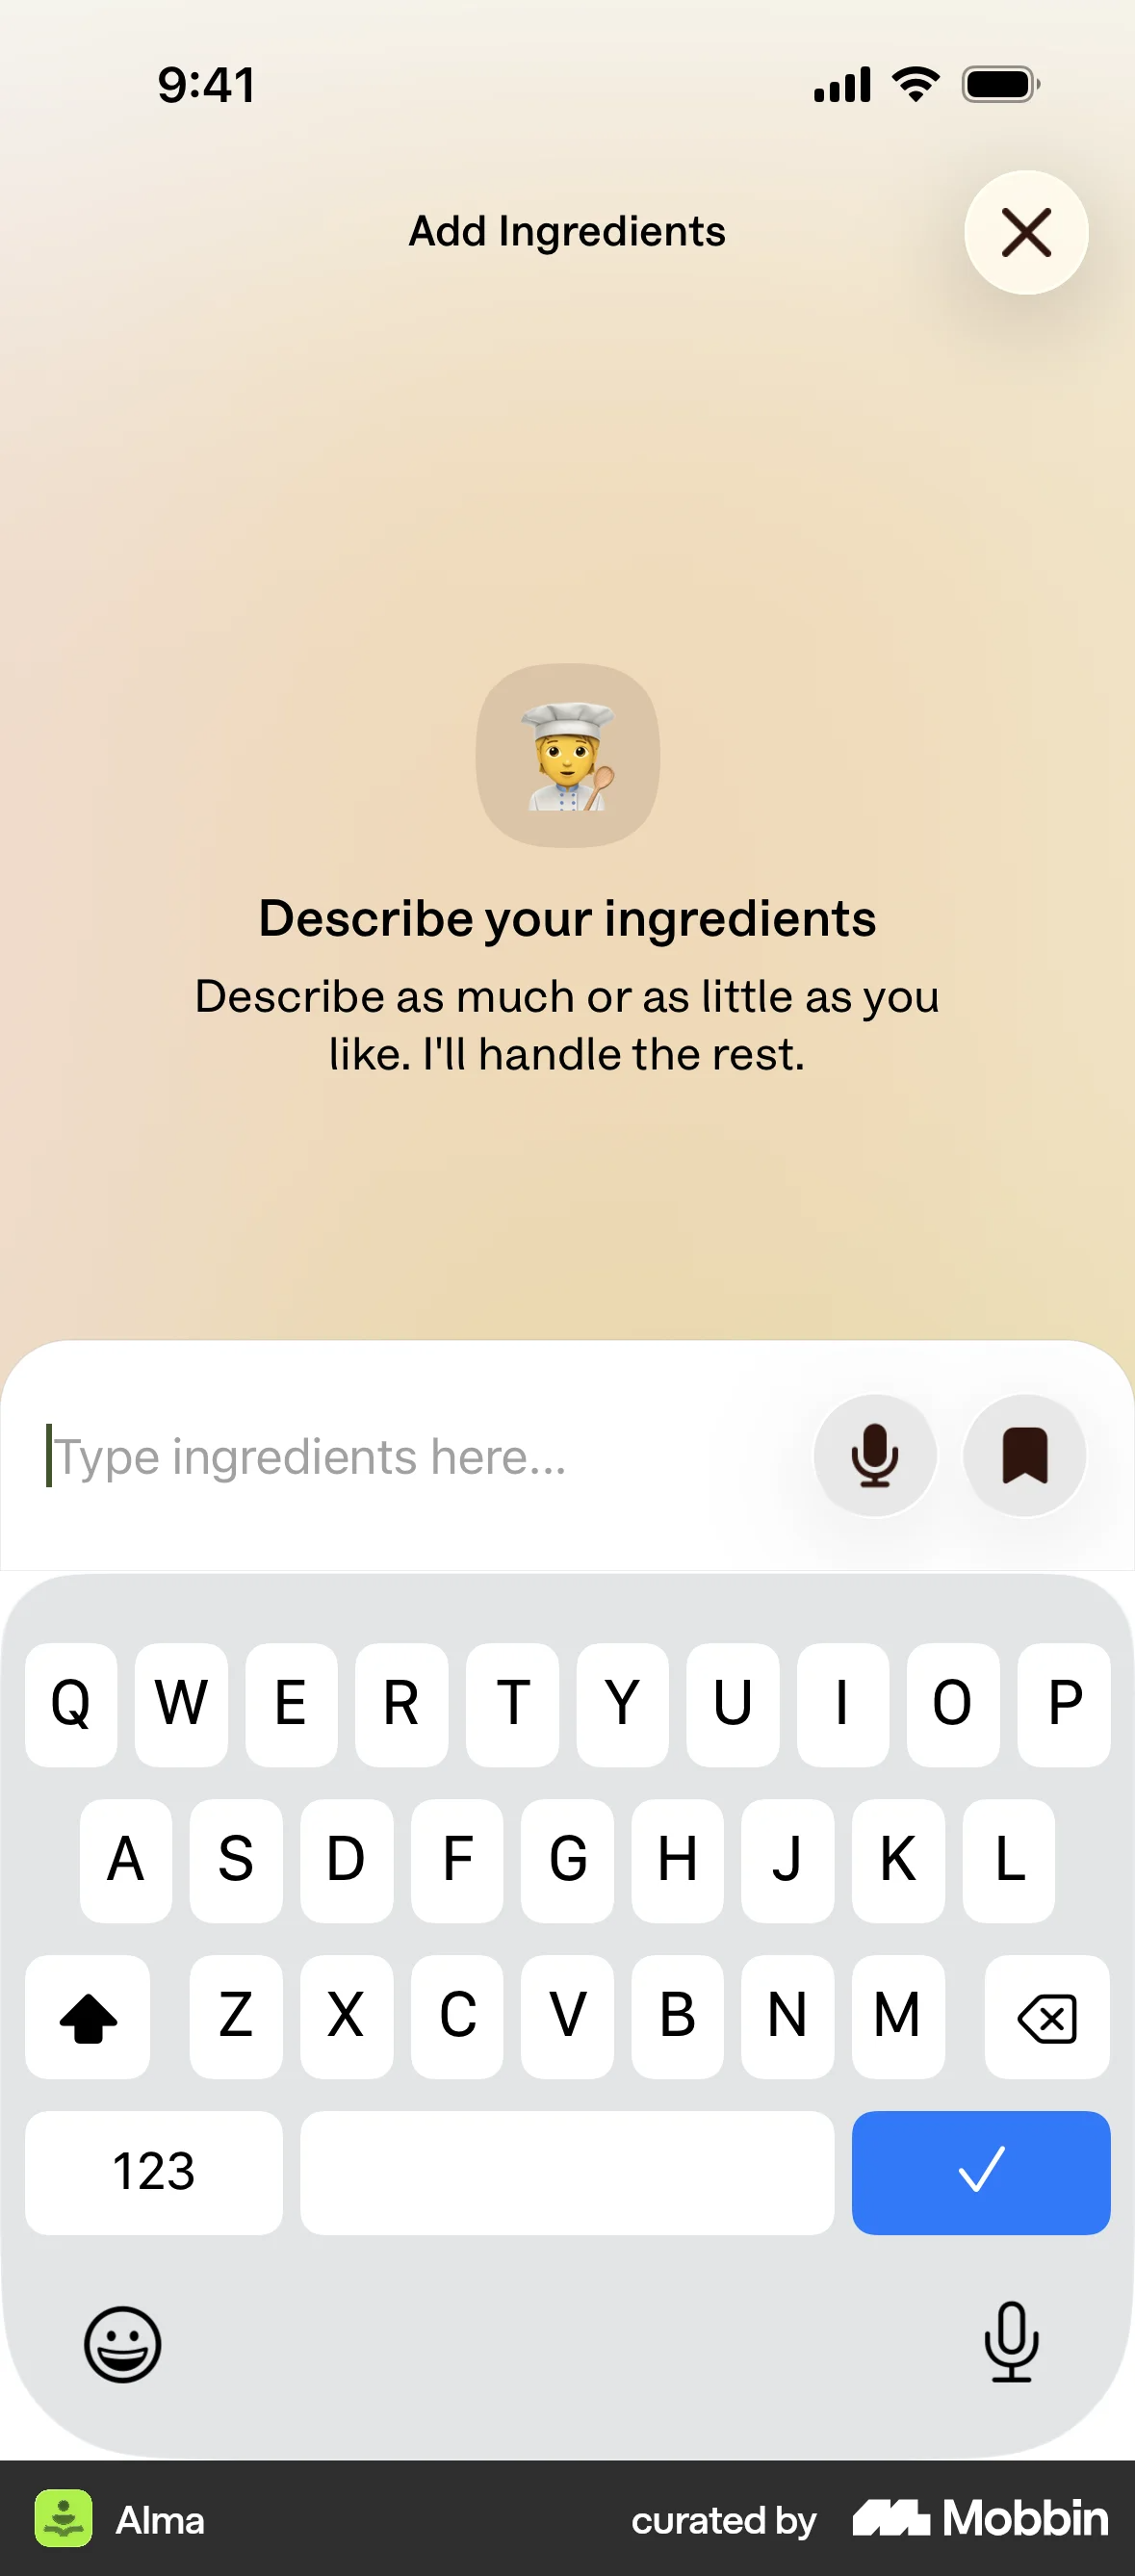 9:41
Add Ingredients
Describe your ingredients
Describe as much or as little as you
like. I'll handle the rest.
Type ingredients here...
Q W E R T Y U I O P
A S D F G H J K L
Z X C V B N M
123
Alma
curated by Mobbin